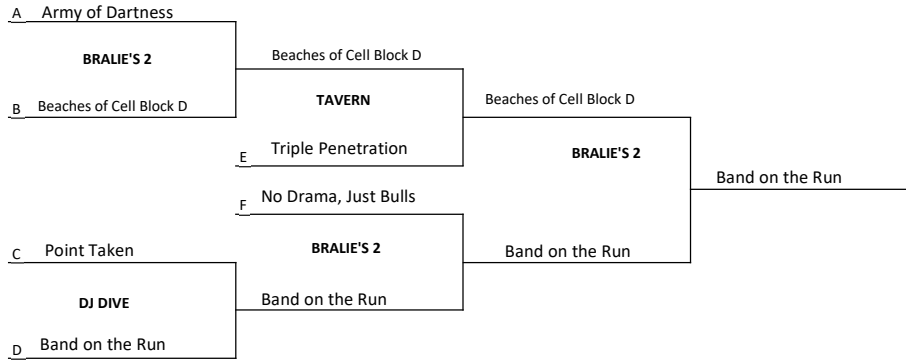 A Army of Dartness
BRALIE'S 2
Beaches of Cell Block D
B Beaches of Cell Block D
TAVERN
Beaches of Cell Block D
E Triple Penetration
BRALIE'S 2
Band on the Run
F No Drama, Just Bulls
C Point Taken
BRALIE'S 2
Band on the Run
DJ DIVE
Band on the Run
D Band on the Run